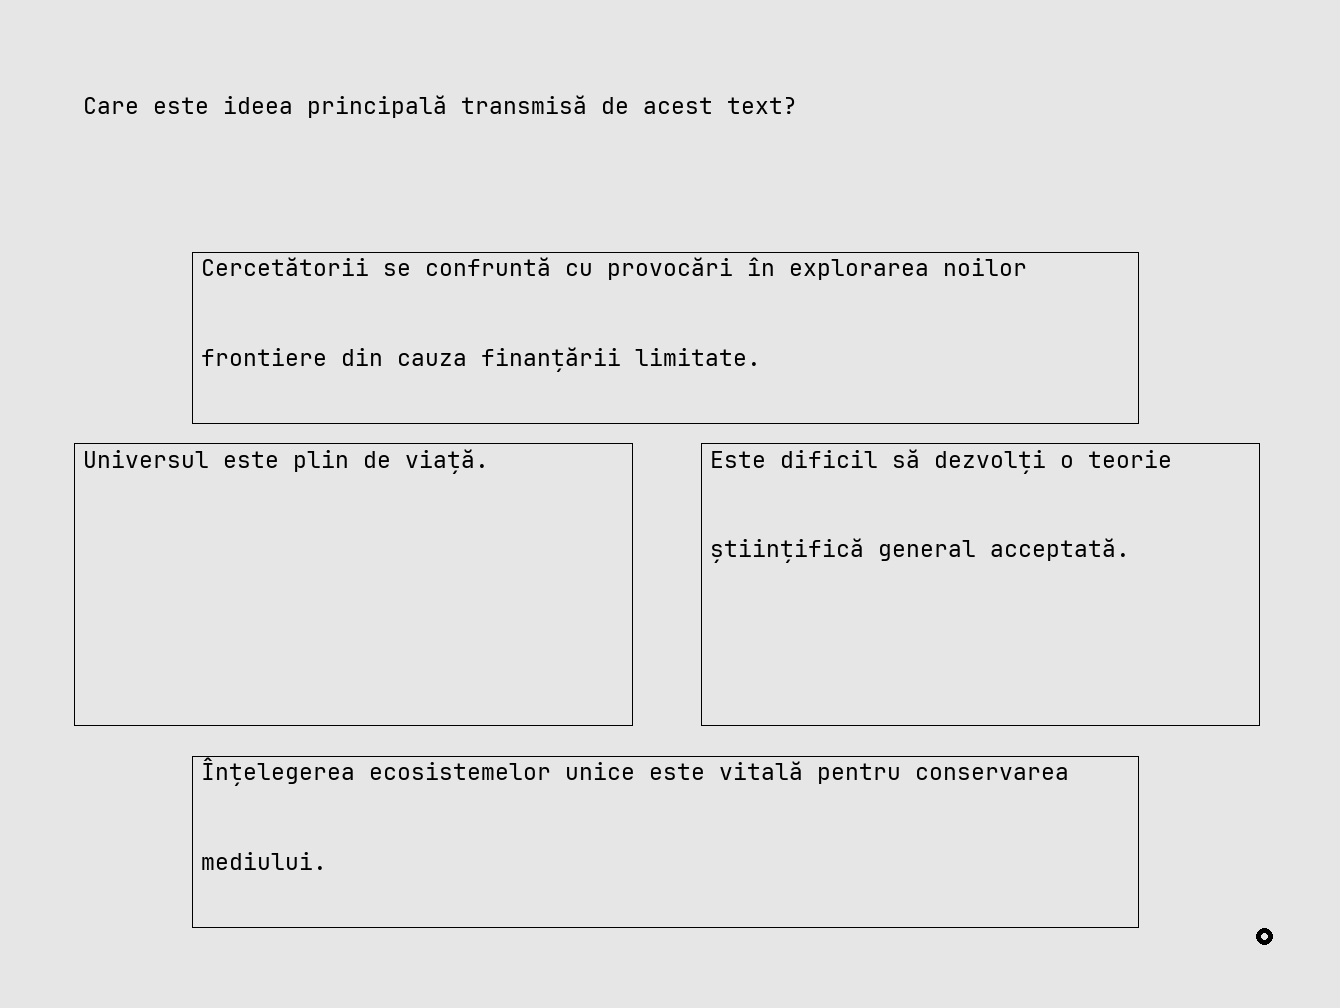 Care este ideea principală transmisă de acest text?
Cercetătorii se confruntă cu provocări în explorarea noilor
frontiere din cauza finanțării limitate.
Universul este plin de viață.
Este dificil să dezvolți o teorie
științifică general acceptată.
Înțelegerea ecosistemelor unice este vitală pentru conservarea
mediului.